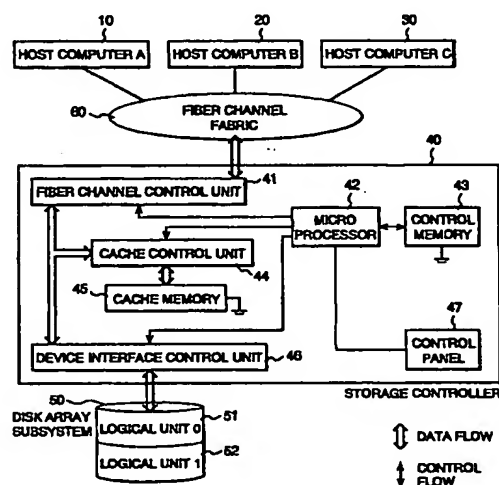 10
20
30
HOST COMPUTER A
HOST COMPUTER B
HOST COMPUTER C
60
FIBER CHANNEL
FABRIC
40
41
FIBER CHANNEL CONTROL UNIT
42
43
MICRO
PROCESSOR
CONTROL
MEMORY
CACHE CONTROL UNIT
44
45
CACHE MEMORY
47
CONTROL
PANEL
DEVICE INTERFACE CONTROL UNIT
46
STORAGE CONTROLLER
50
51
DISK ARRAY
SUBSYSTEM
LOGICAL UNIT 0
52
LOGICAL UNIT 1
DATA FLOW
CONTROL
FLOW